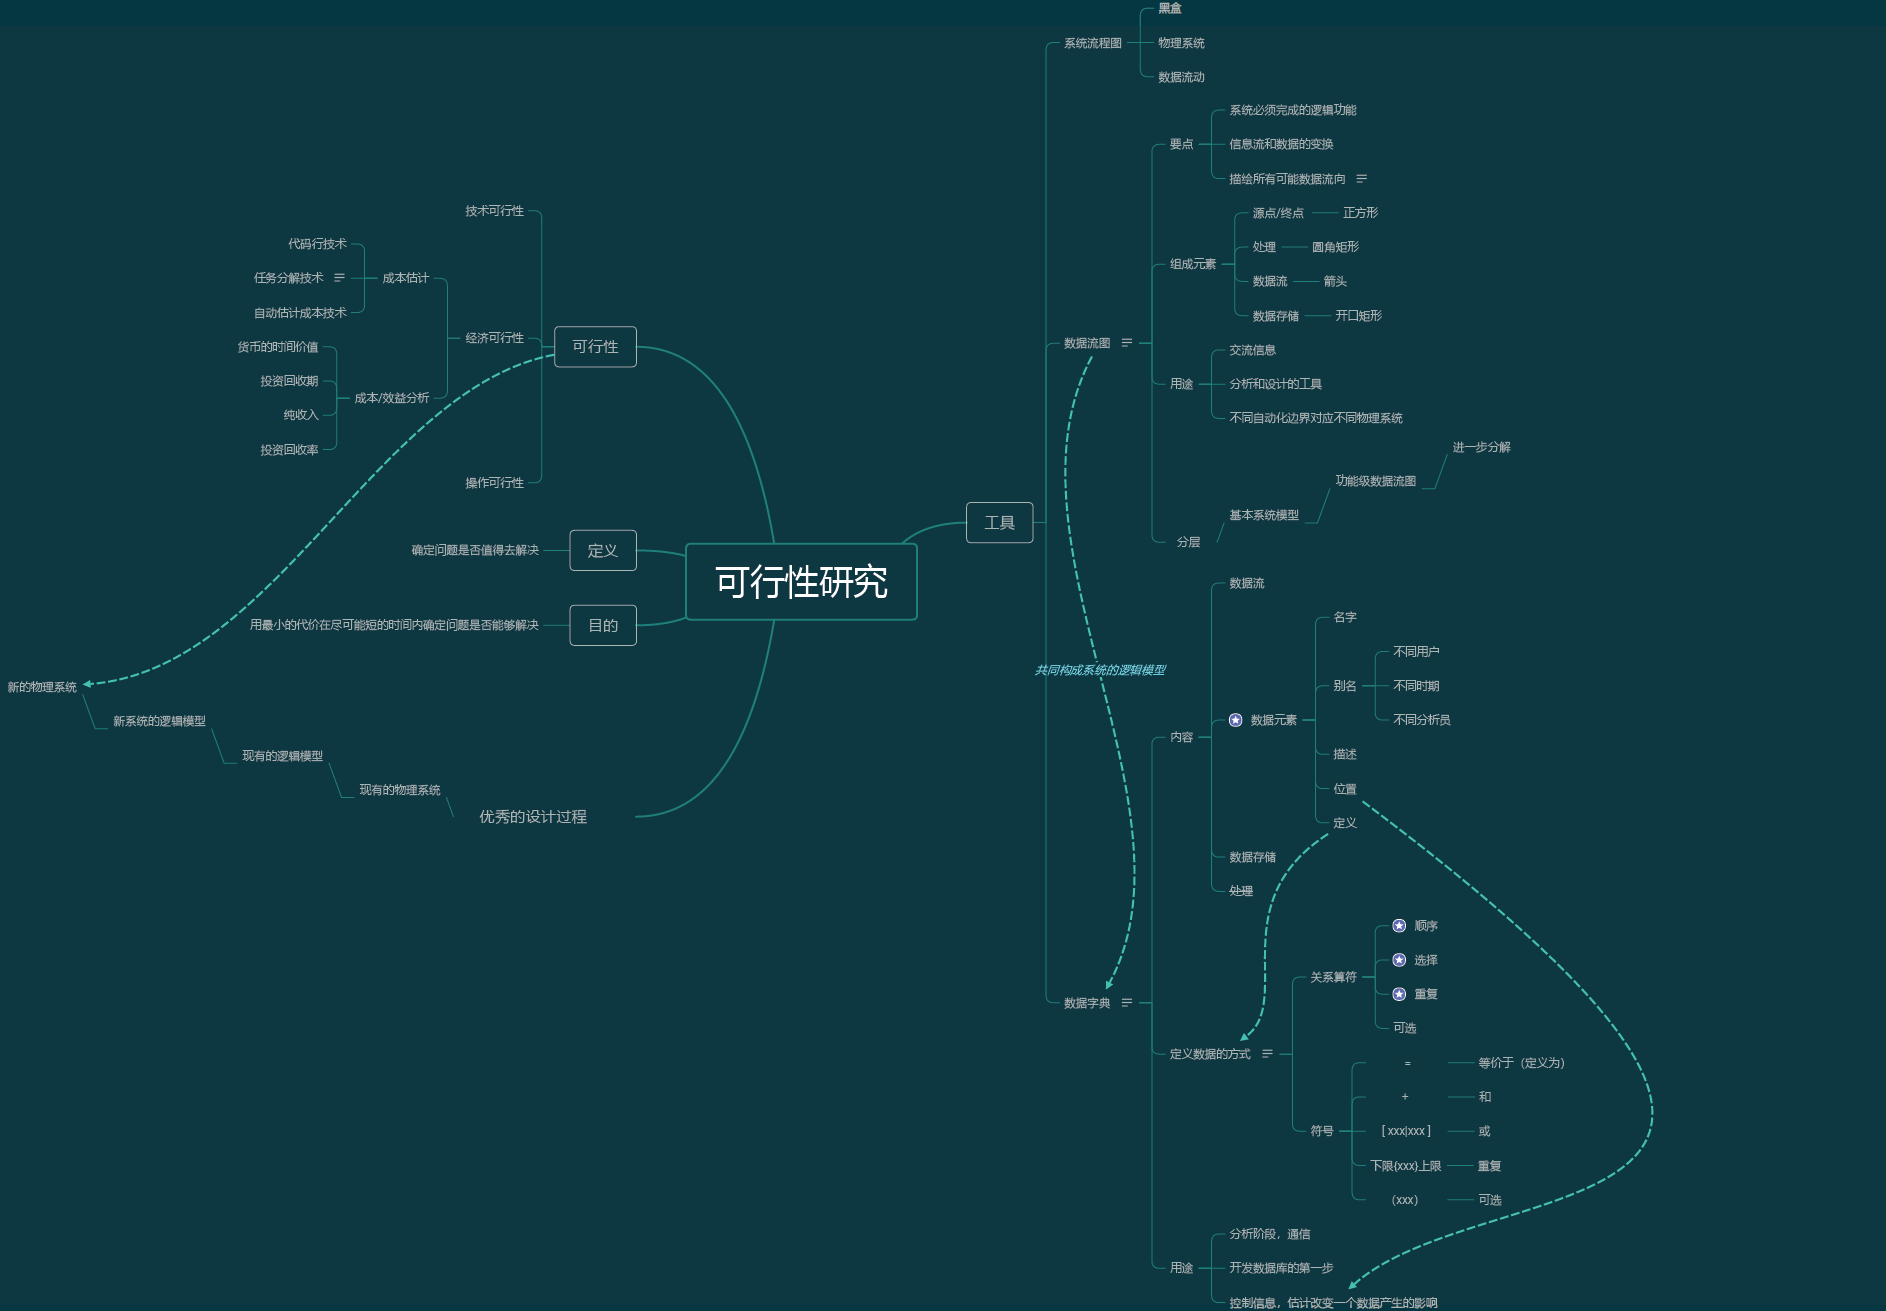 可行性研究
可行性
技术可行性
经济可行性
成本估计
代码行技术
任务分解技术
自动估计成本技术
成本/效益分析
货币的时间价值
投资回收期
纯收入
投资回收率
操作可行性
定义
确定问题是否值得去解决
目的
用最小的代价在尽可能短的时间内确定问题是否能够解决
优秀的设计过程
现有的物理系统
现有的逻辑模型
新系统的逻辑模型
新的物理系统
工具
系统流程图
黑盒
物理系统
数据流动
数据流图
要点
系统必须完成的逻辑功能
信息流和数据的变换
描绘所有可能数据流向
组成元素
源点/终点
正方形
处理
圆角矩形
数据流
箭头
数据存储
开口矩形
用途
交流信息
分析和设计的工具
不同自动化边界对应不同物理系统
分层
基本系统模型
功能级数据流图
进一步分解
共同构成系统的逻辑模型
数据字典
内容
数据流
数据元素
名字
别名
不同用户
不同时期
不同分析员
描述
位置
定义
数据存储
处理
定义数据的方式
关系算符
顺序
选择
重复
可选
符号
=
等价于（定义为）
+
和
[ xxx|xxx ]
或
下限{xxx}上限
重复
（xxx）
可选
用途
分析阶段，通信
开发数据库的第一步
控制信息，估计改变一个数据产生的影响